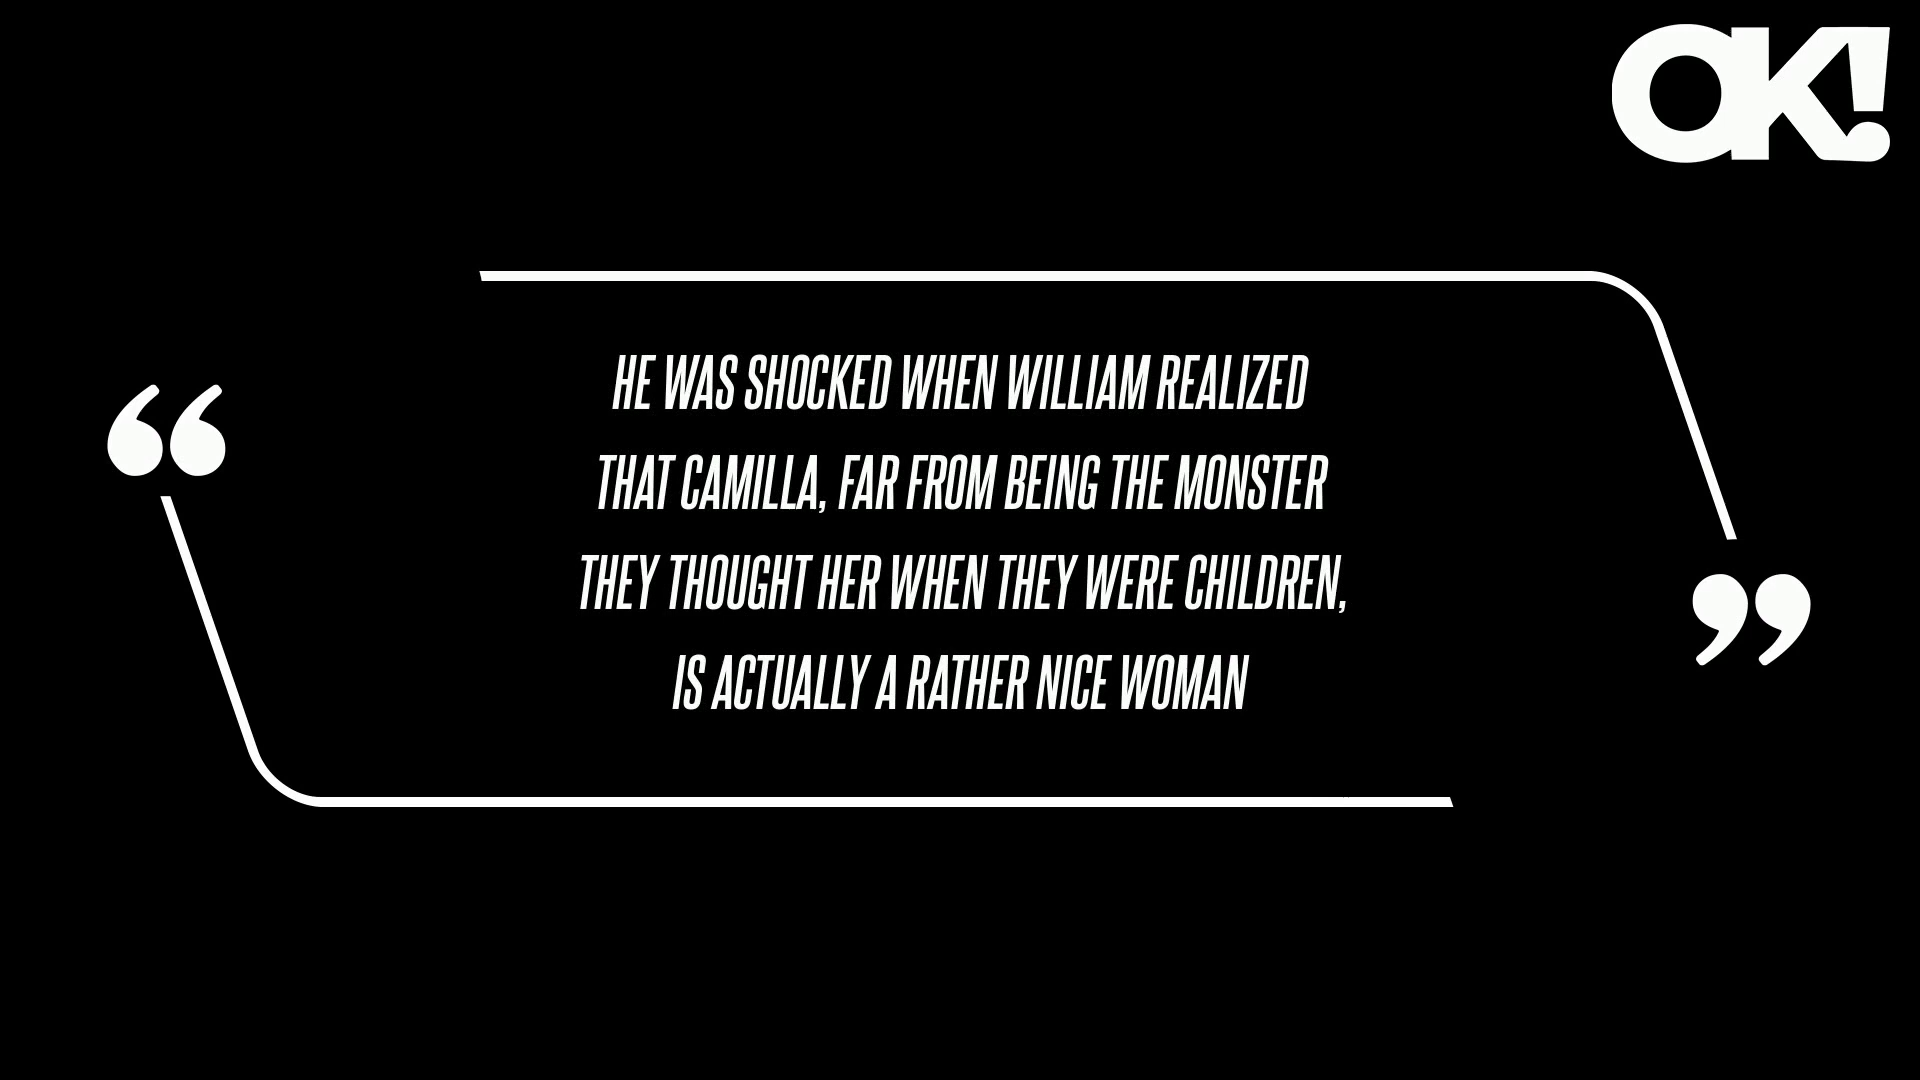 OK!
HE WAS SHOCKED WHEN WILLIAM REALIZED
THAT CAMILLA, FAR FROM BEING THE MONSTER
THEY THOUGHT HER WHEN THEY WERE CHILDREN,
IS ACTUALLY A RATHER NICE WOMAN